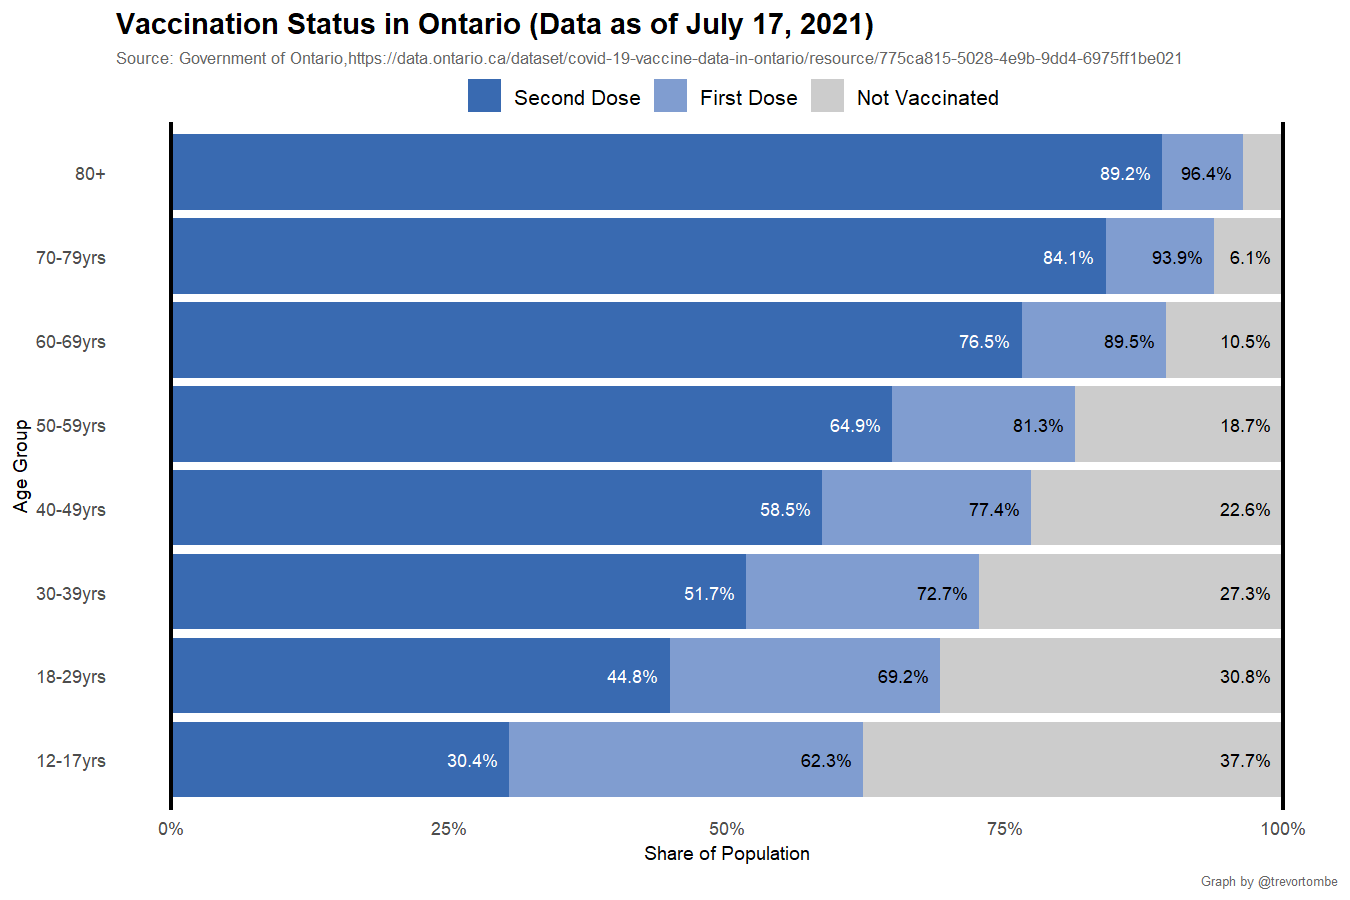 Vaccination Status in Ontario (Data as of July 17, 2021)
Source: Government of Ontario,https://data.ontario.ca/dataset/covid-19-vaccine-data-in-ontario/resource/775ca815-5028-4e9b-9dd4-6975ff1be021
Second Dose First Dose Not Vaccinated
80+ 89.2% 96.4%
70-79yrs 84.1% 93.9% 6.1%
60-69yrs 76.5% 89.5% 10.5%
50-59yrs 64.9% 81.3% 18.7%
40-49yrs 58.5% 77.4% 22.6%
30-39yrs 51.7% 72.7% 27.3%
18-29yrs 44.8% 69.2% 30.8%
12-17yrs 30.4% 62.3% 37.7%
Age Group
0% 25% 50% 75% 100%
Share of Population
Graph by @trevortombe